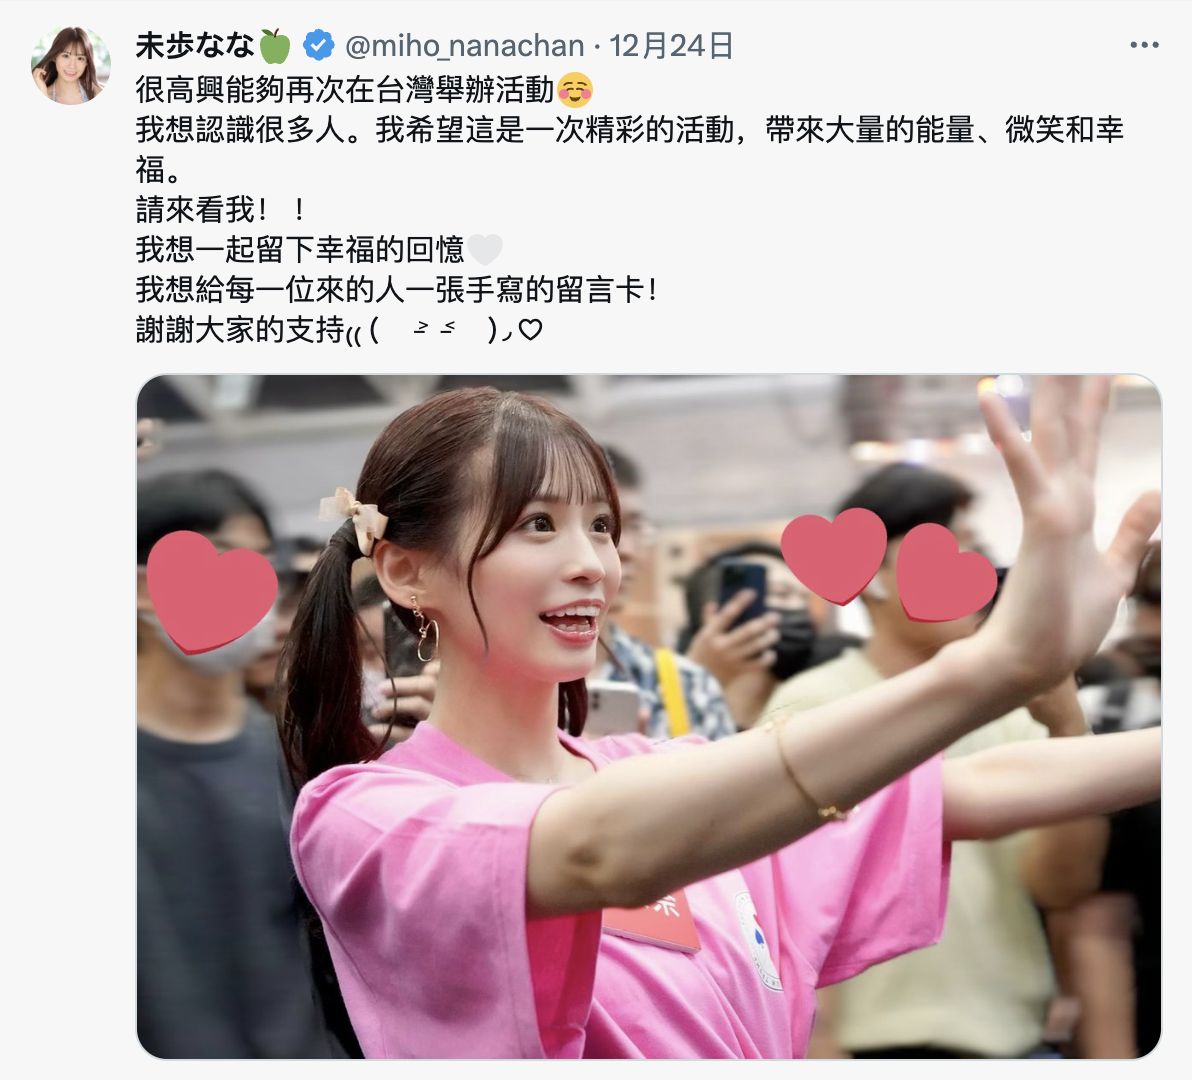 未歩なな🍏 @miho_nanachan · 12月24日
很高興能夠再次在台灣舉辦活動☺️
我想認識很多人。我希望這是一次精彩的活動，帶來大量的能量、微笑和幸
福。
請來看我！ ！
我想一起留下幸福的回憶🤍
我想給每一位來的人一張手寫的留言卡！
謝謝大家的支持₍₍ ( ˃̶ ˂̶ )◞♡